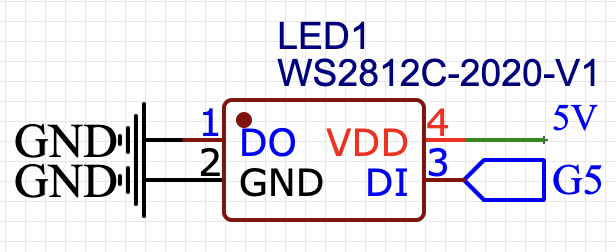 LED1
WS2812C-2020-V1
GND 1 DO VDD 4 5V
GND 2 GND DI 3 G5